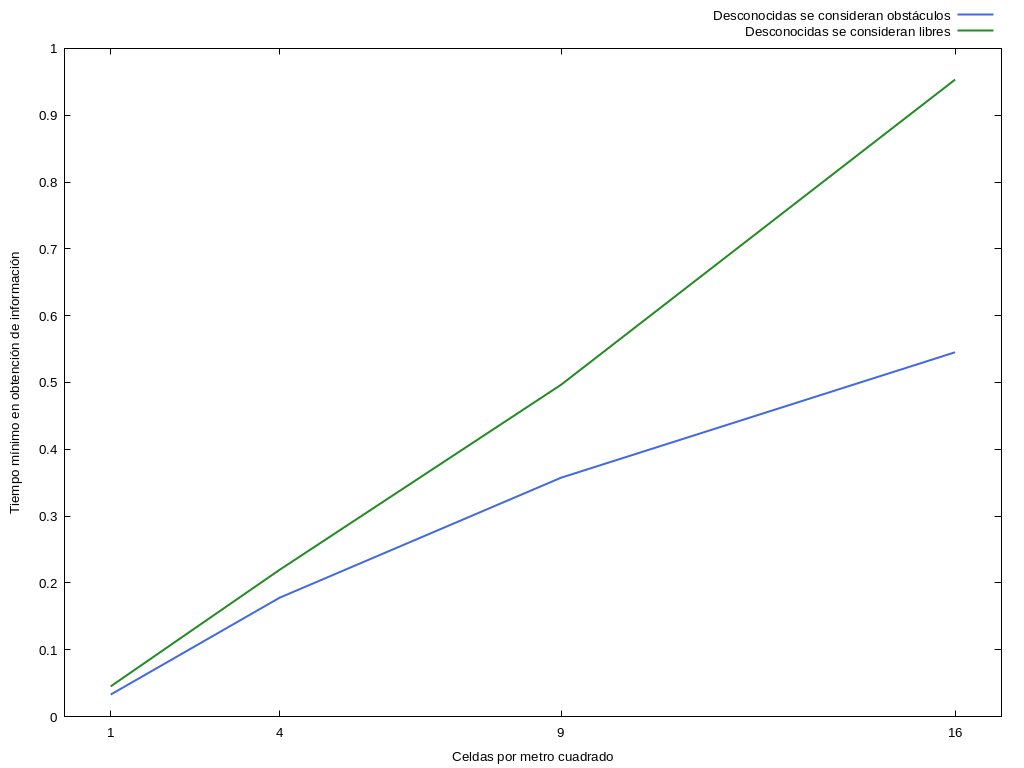 Desconocidas se consideran obstáculos
Desconocidas se consideran libres
1
0.9
0.8
0.7
0.6
0.5
0.4
0.3
0.2
0.1
0
Tiempo mínimo en obtención de información
1 4 9 16
Celdas por metro cuadrado